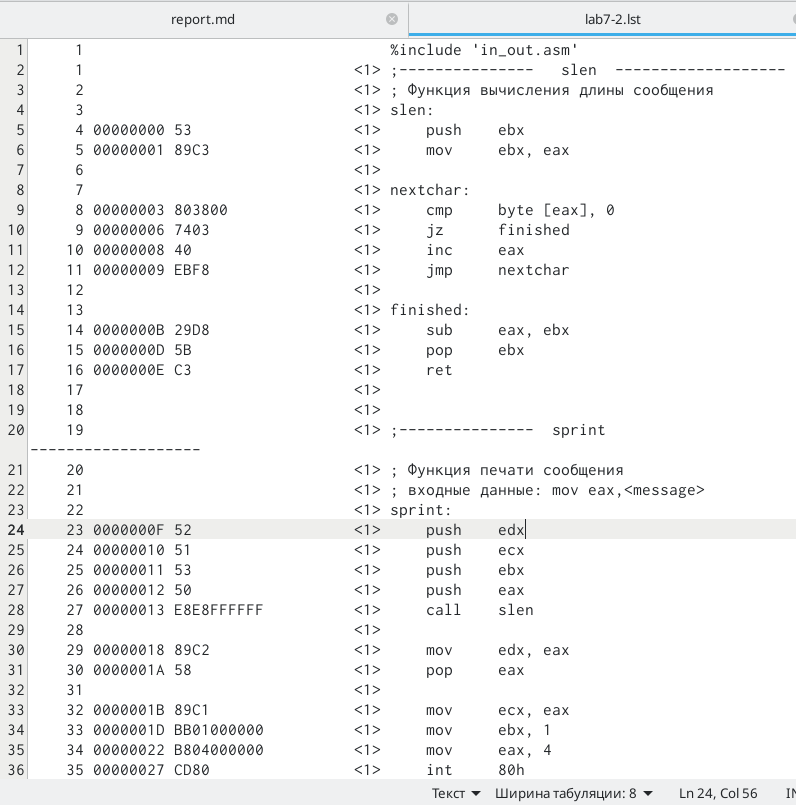 report.md
lab7-2.lst
1 1 %include 'in_out.asm'
2 1 <1> ;--------------- slen -------------------
3 2 <1> ; Функция вычисления длины сообщения
4 3 <1> slen:
5 4 00000000 53 <1> push ebx
6 5 00000001 89C3 <1> mov ebx, eax
7 6 <1>
8 7 <1> nextchar:
9 8 00000003 803800 <1> cmp byte [eax], 0
10 9 00000006 7403 <1> jz finished
11 10 00000008 40 <1> inc eax
12 11 00000009 EBF8 <1> jmp nextchar
13 12 <1>
14 13 <1> finished:
15 14 0000000B 29D8 <1> sub eax, ebx
16 15 0000000D 5B <1> pop ebx
17 16 0000000E C3 <1> ret
18 17 <1>
19 18 <1>
20 19 <1> ;--------------- sprint
-------------------
21 20 <1> ; Функция печати сообщения
22 21 <1> ; входные данные: mov eax,<message>
23 22 <1> sprint:
24 23 0000000F 52 <1> push edx
25 24 00000010 51 <1> push ecx
26 25 00000011 53 <1> push ebx
27 26 00000012 50 <1> push eax
28 27 00000013 E8E8FFFFFF <1> call slen
29 28 <1>
30 29 00000018 89C2 <1> mov edx, eax
31 30 0000001A 58 <1> pop eax
32 31 <1>
33 32 0000001B 89C1 <1> mov ecx, eax
34 33 0000001D BB01000000 <1> mov ebx, 1
35 34 00000022 B804000000 <1> mov eax, 4
36 35 00000027 CD80 <1> int 80h
Текст Ширина табуляции: 8 Ln 24, Col 56